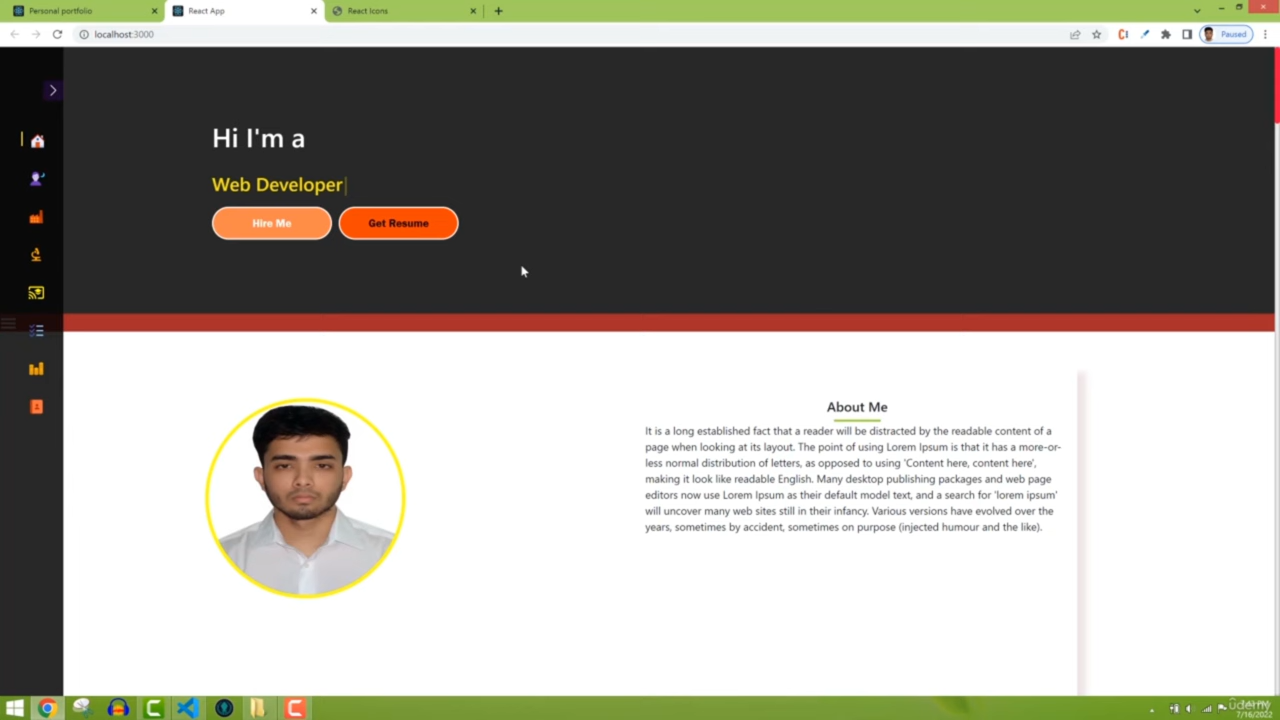 Personal portfolio
React App
React Icons
localhost:3000
Paused
Hi I'm a
Web Developer
Hire Me
Get Resume
About Me
It is a long established fact that a reader will be distracted by the readable content of a
page when looking at its layout. The point of using Lorem Ipsum is that it has a more-or-
less normal distribution of letters, as opposed to using 'Content here, content here',
making it look like readable English. Many desktop publishing packages and web page
editors now use Lorem Ipsum as their default model text, and a search for 'lorem ipsum'
will uncover many web sites still in their infancy. Various versions have evolved over the
years, sometimes by accident, sometimes on purpose (injected humour and the like).
Udemy
7/16/2022